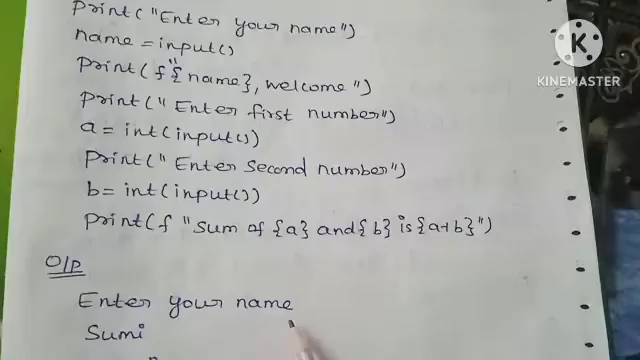 print("Enter your name")
name = input()
print(f"{name}, welcome")
print("Enter first number")
a = int(input())
print("Enter second number")
b = int(input())
print(f "Sum of {a} and {b} is {a+b}")
O/P
Enter your name
Sumi
KINEMASTER